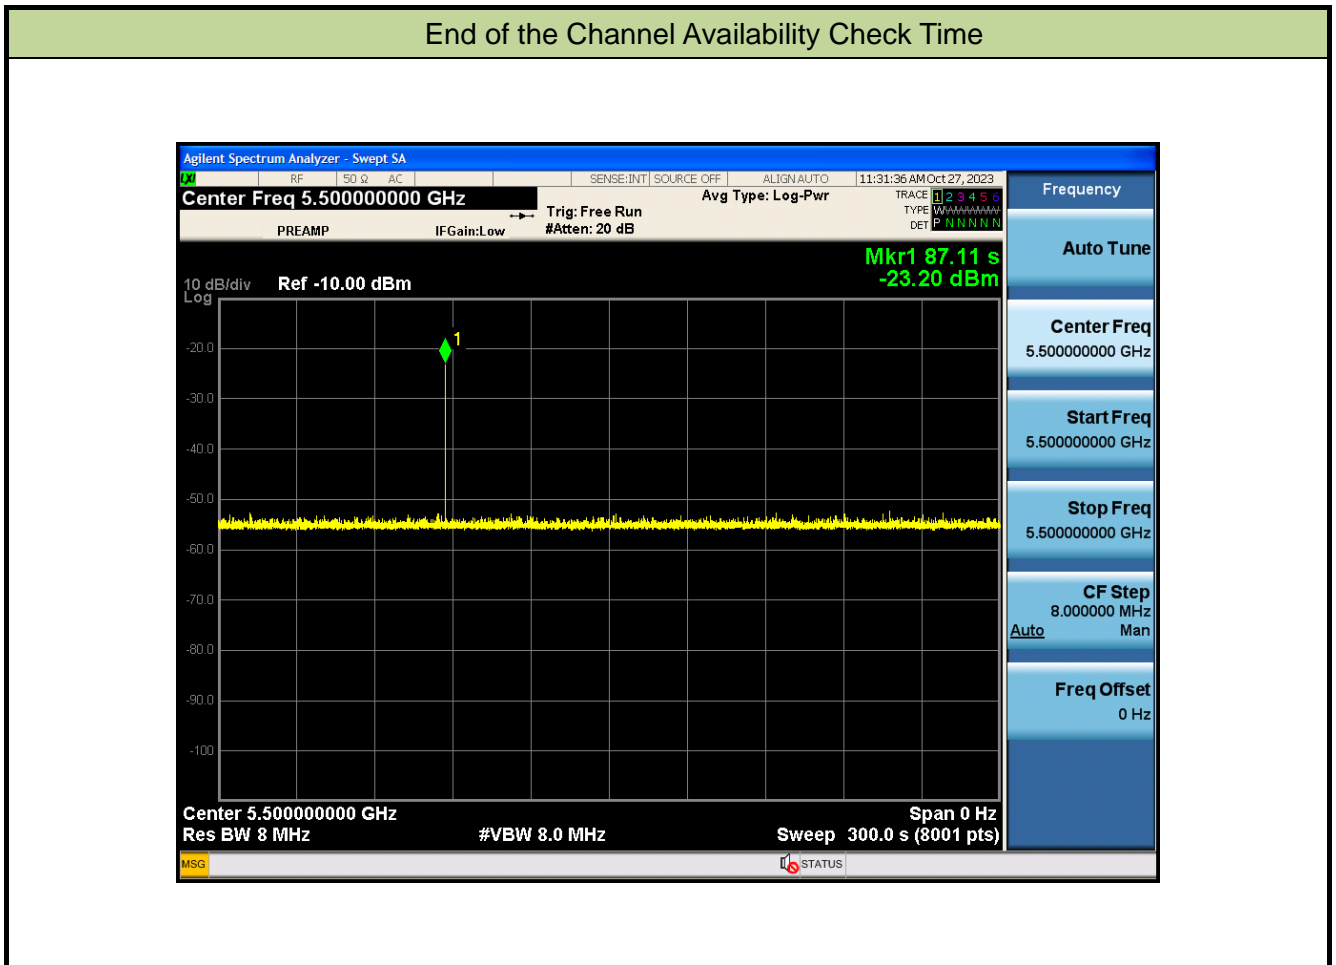 End of the Channel Availability Check Time
Agilent Spectrum Analyzer - Swept SA
LXI RF 50 Ω AC SENSE:INT SOURCE OFF ALIGN AUTO 11:31:36 AM Oct 27, 2023
Center Freq 5.500000000 GHz
PREAMP
IFGain:Low
Trig: Free Run
#Atten: 20 dB
Avg Type: Log-Pwr
TRACE 1 2 3 4 5 6
TYPE WWWWWW
DET P N N N N N
Mkr1 87.11 s
-23.20 dBm
10 dB/div Ref -10.00 dBm
Log
1
-20.0
-30.0
-40.0
-50.0
-60.0
-70.0
-80.0
-90.0
-100
Center 5.500000000 GHz Span 0 Hz
Res BW 8 MHz #VBW 8.0 MHz Sweep 300.0 s (8001 pts)
MSG STATUS
Frequency
Auto Tune
Center Freq
5.500000000 GHz
Start Freq
5.500000000 GHz
Stop Freq
5.500000000 GHz
CF Step
8.000000 MHz
Auto Man
Freq Offset
0 Hz